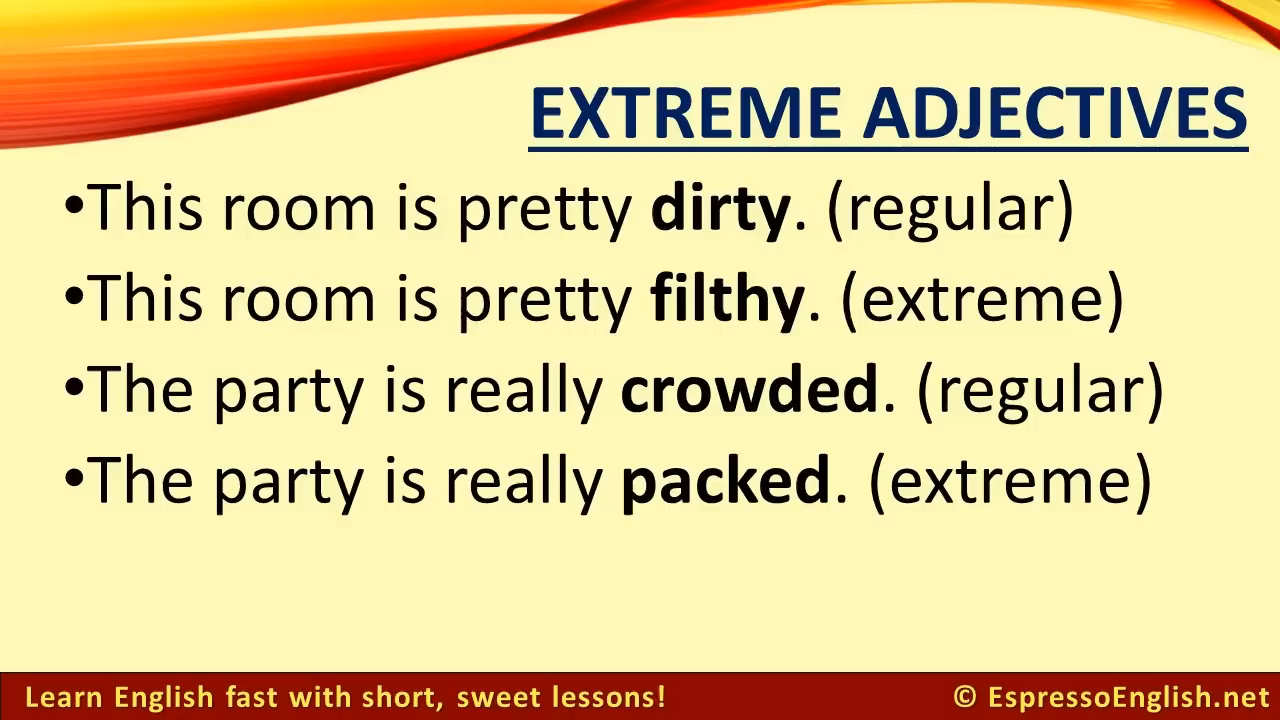 EXTREME ADJECTIVES
•This room is pretty dirty. (regular)
•This room is pretty filthy. (extreme)
•The party is really crowded. (regular)
•The party is really packed. (extreme)
Learn English fast with short, sweet lessons!
© EspressoEnglish.net